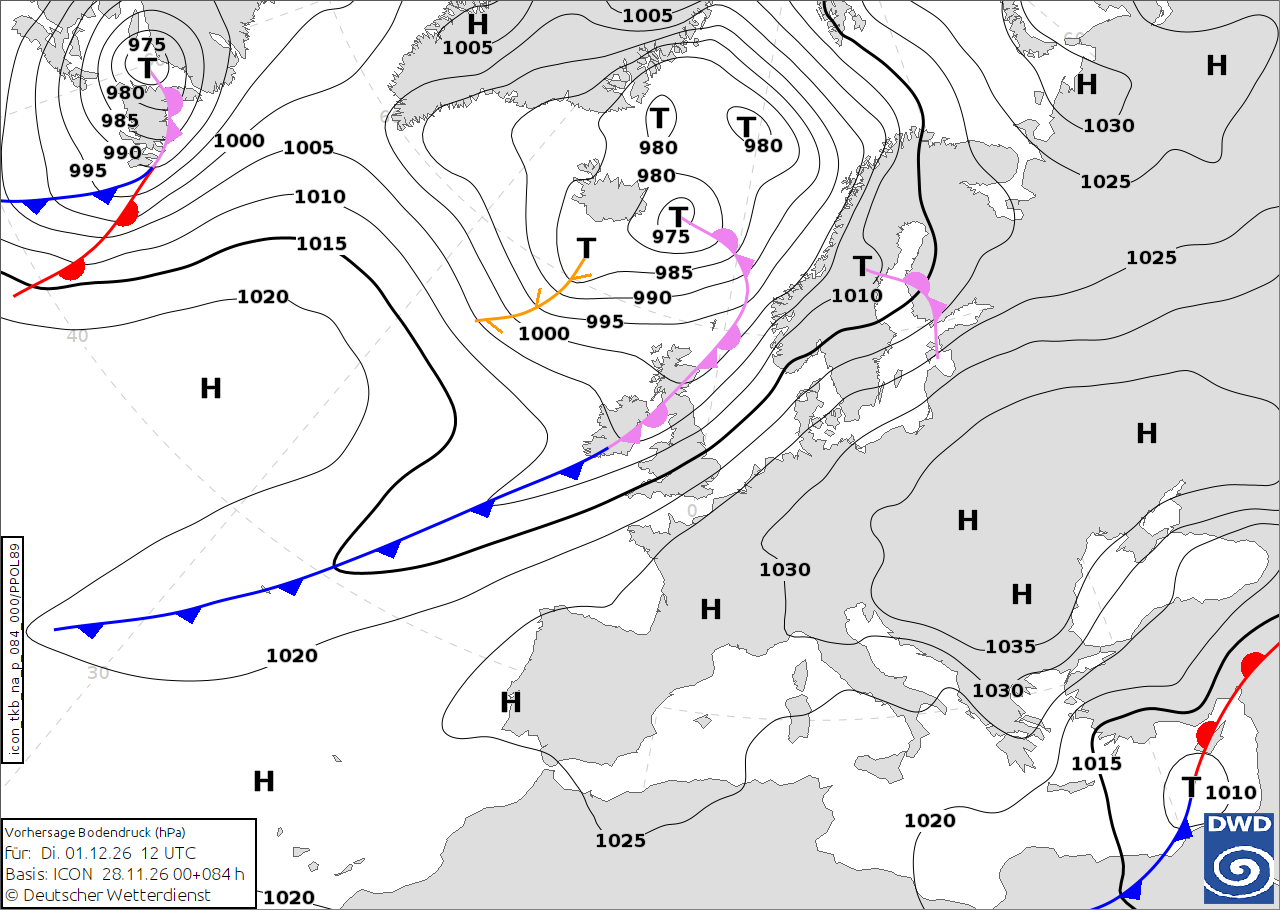 H
1005
1005
975
T
980
985
990
995
1000
1005
1010
1015
1020
H
T
980
T
980
980
T
975
T
985
990
995
1000
H
H
1030
1025
1025
T
1010
40
H
H
H
0
1030
H
1035
1030
H
1020
30
H
1015
T
1010
1020
1025
1020
icon_tkb_na_p_084_000/PPOL89
Vorhersage Bodendruck (hPa)
für: Di. 01.12.26 12 UTC
Basis: ICON 28.11.26 00+084 h
© Deutscher Wetterdienst
DWD